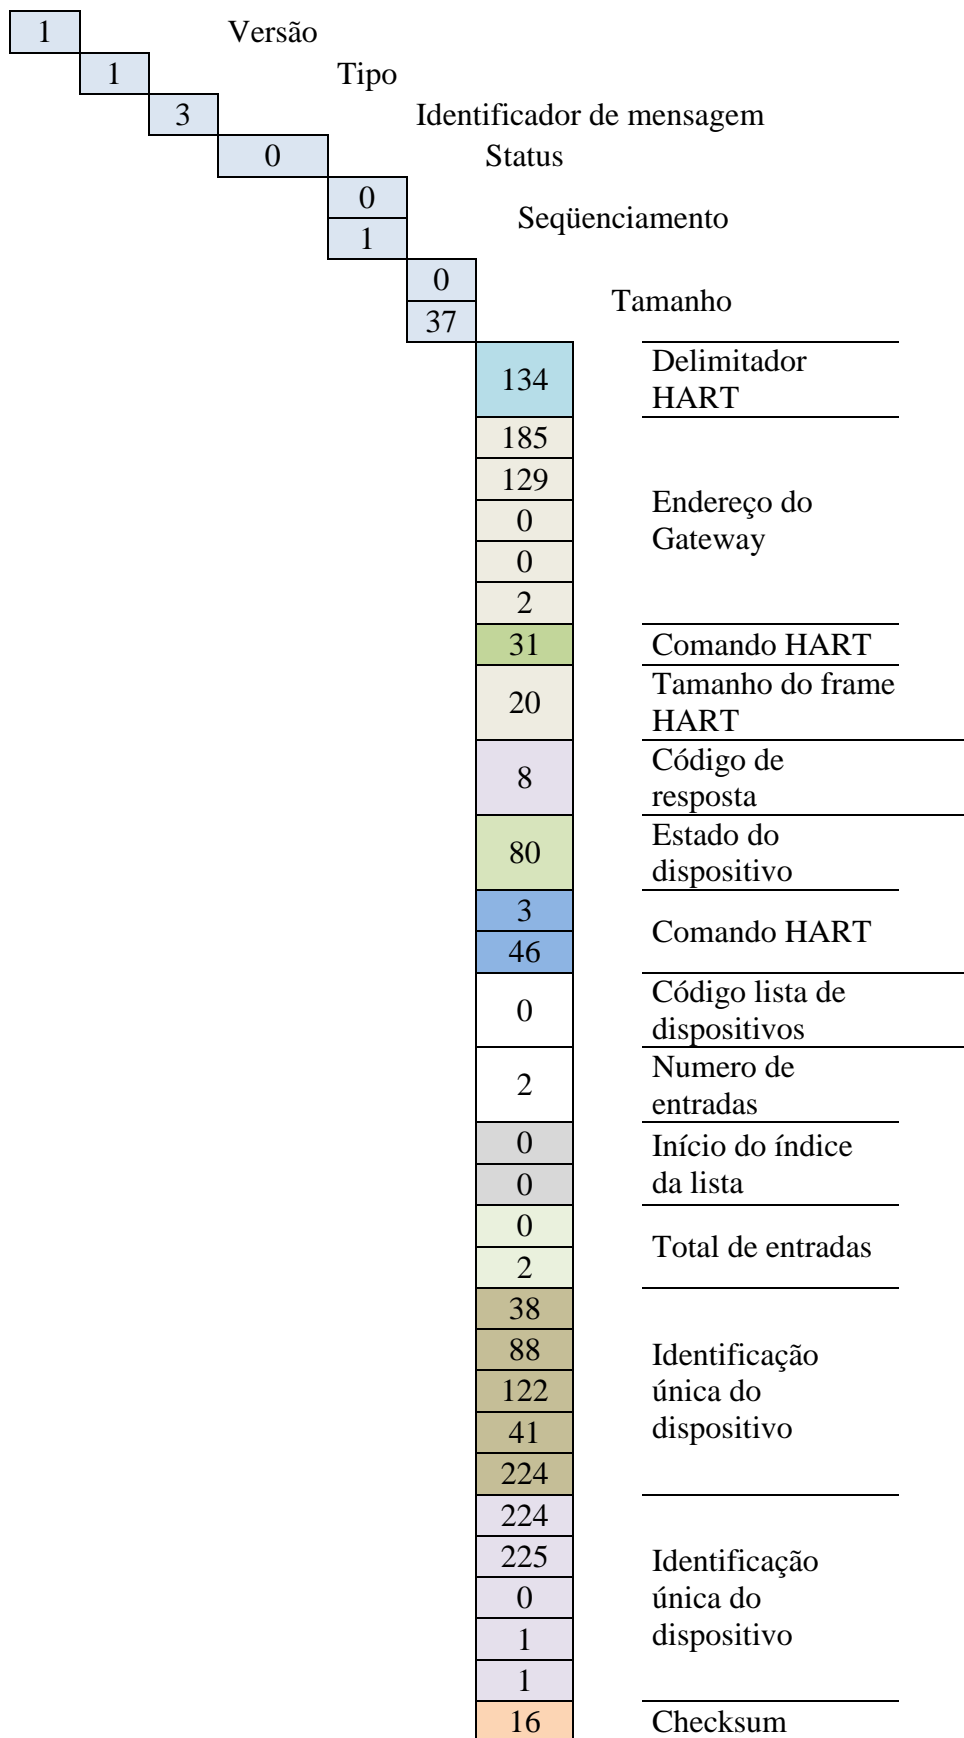 1 Versão
1 Tipo
3 Identificador de mensagem
0 Status
0
1
Seqüenciamento
0
37
Tamanho
134
Delimitador
HART
185
129
0
0
2
Endereço do
Gateway
31 Comando HART
20
Tamanho do frame
HART
8
Código de
resposta
80
Estado do
dispositivo
3
46
Comando HART
0
Código lista de
dispositivos
2
Numero de
entradas
0
0
Início do índice
da lista
0
2
Total de entradas
38
88
122
41
224
Identificação
única do
dispositivo
224
225
0
1
1
Identificação
única do
dispositivo
16 Checksum